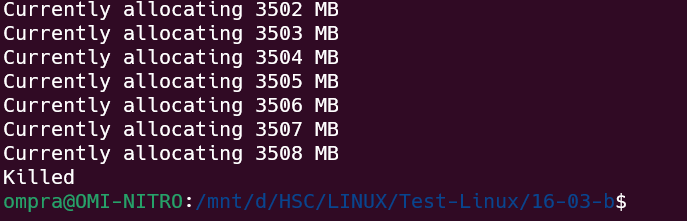 Currently allocating 3502 MB
Currently allocating 3503 MB
Currently allocating 3504 MB
Currently allocating 3505 MB
Currently allocating 3506 MB
Currently allocating 3507 MB
Currently allocating 3508 MB
Killed
ompra@OMI-NITRO:/mnt/d/HSC/LINUX/Test-Linux/16-03-b$